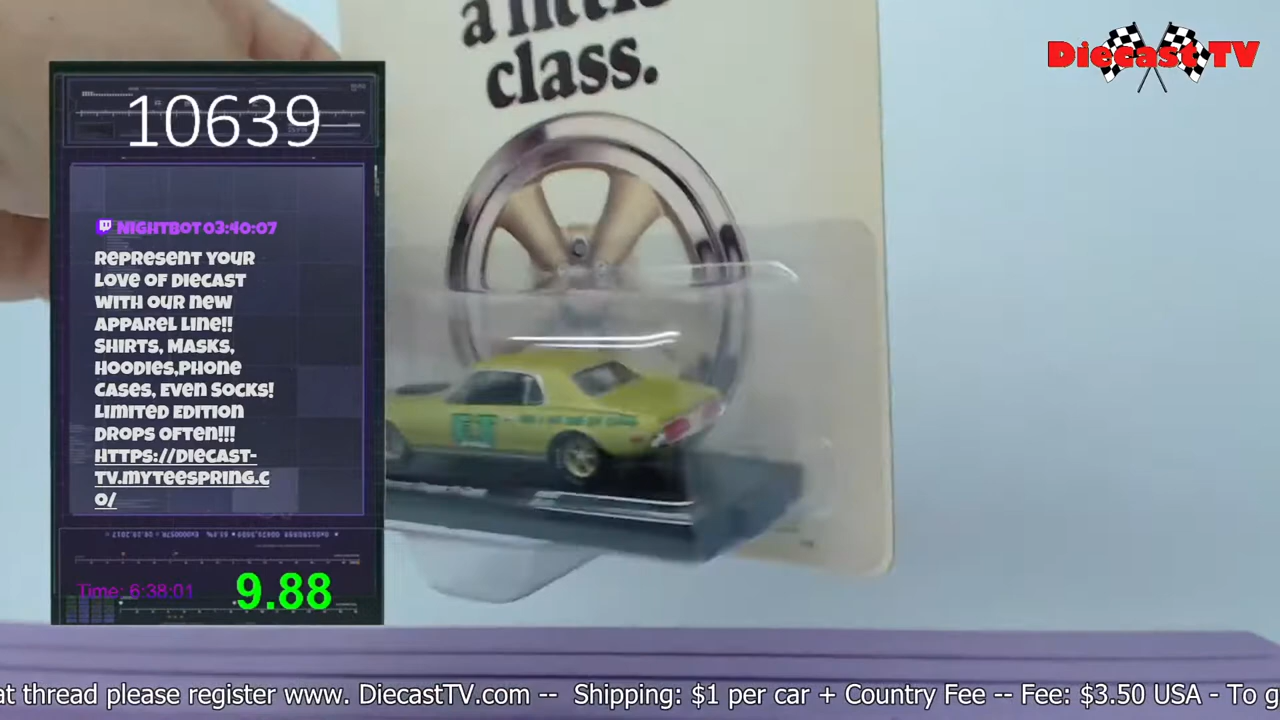 a little
class.
Diecast TV
10639
NIGHTBOT 03:40:07
REPRESENT YOUR
LOVE OF DIECAST
WITH OUR NEW
APPAREL LINE!!
SHIRTS, MASKS,
HOODIES,PHONE
CASES, EVEN SOCKS!
LIMITED EDITION
DROPS OFTEN!!!
HTTPS://DIECAST-
TV.MYTEESPRING.C
O/
Time: 6:38:01
9.88
at thread please register www. DiecastTV.com -- Shipping: $1 per car + Country Fee -- Fee: $3.50 USA - To g